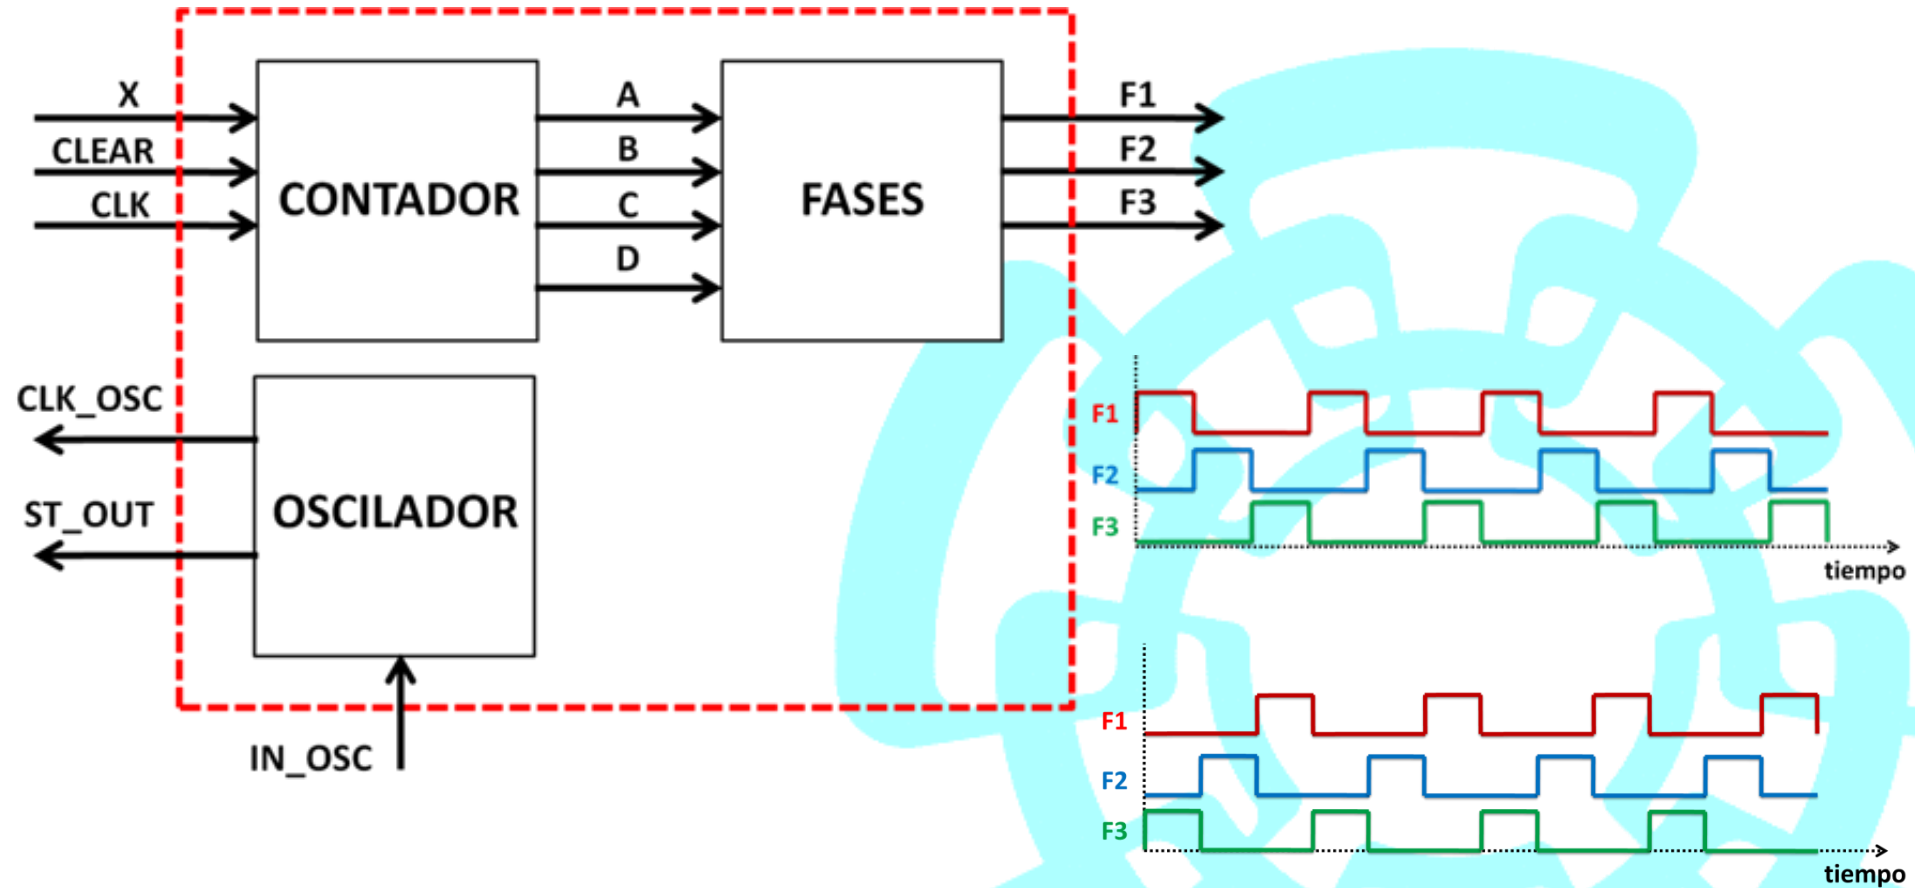 X
CLEAR
CLK
CONTADOR
A
B
C
D
FASES
F1
F2
F3
CLK_OSC
ST_OUT
OSCILADOR
IN_OSC
F1
F2
F3
tiempo
F1
F2
F3
tiempo